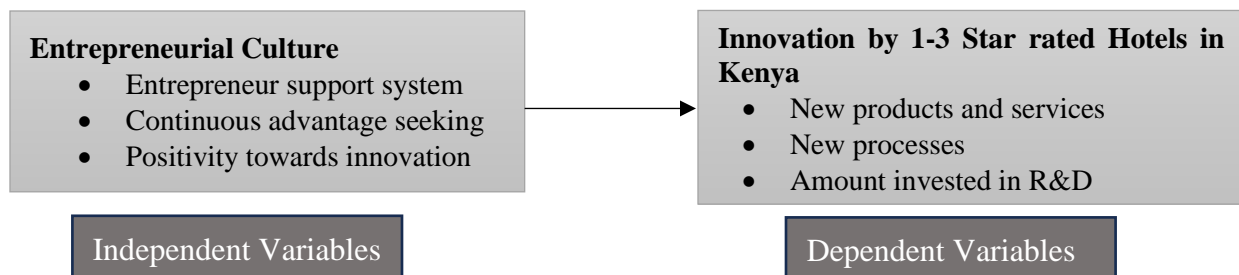 Entrepreneurial Culture
• Entrepreneur support system
• Continuous advantage seeking
• Positivity towards innovation
Innovation by 1-3 Star rated Hotels in
Kenya
• New products and services
• New processes
• Amount invested in R&D
Independent Variables
Dependent Variables